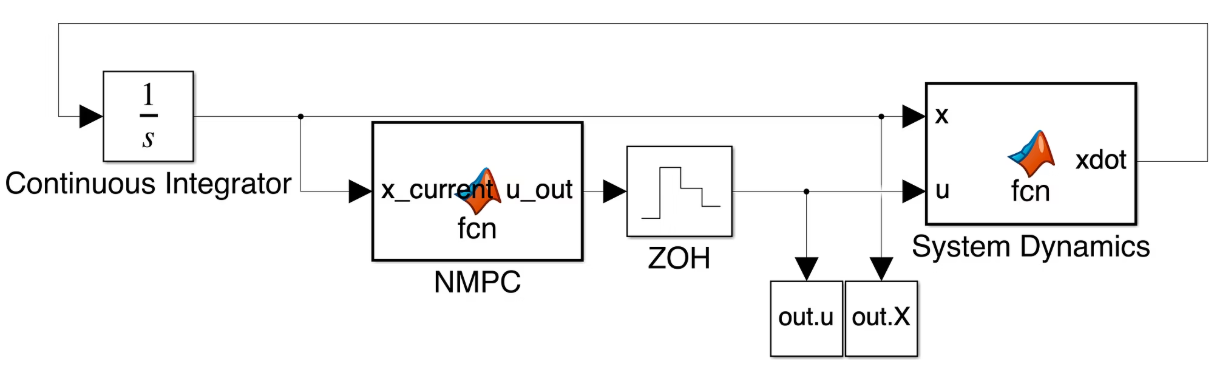 1
s
Continuous Integrator
x_current u_out
fcn
NMPC
ZOH
out.u
out.X
x
u
xdot
fcn
System Dynamics